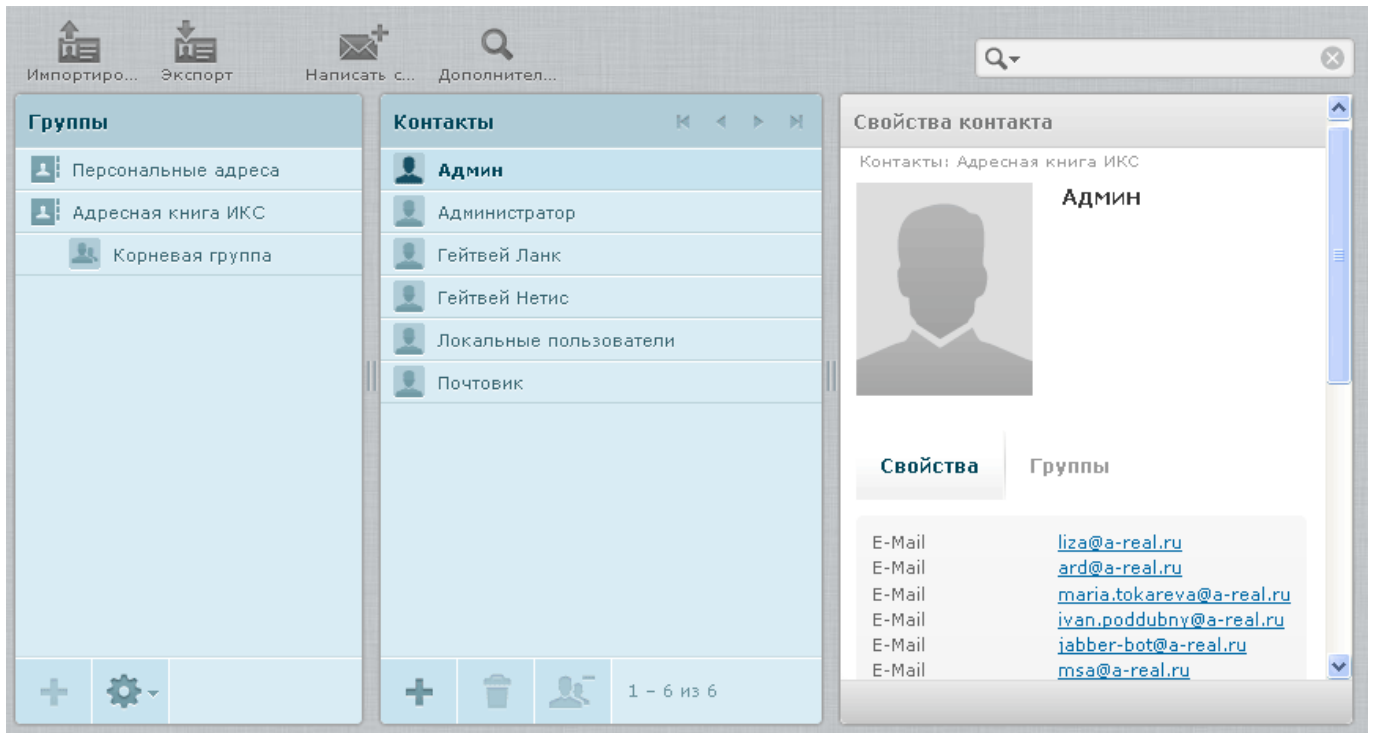 Импортиро... Экспорт Написать с... Дополнител...
Группы
Персональные адреса
Адресная книга ИКС
Корневая группа
Контакты
Админ
Администратор
Гейтвей Ланк
Гейтвей Нетис
Локальные пользователи
Почтовик
1 – 6 из 6
Свойства контакта
Контакты: Адресная книга ИКС
Админ
Свойства Группы
E-Mail liza@a-real.ru
E-Mail ard@a-real.ru
E-Mail maria.tokareva@a-real.ru
E-Mail ivan.poddubny@a-real.ru
E-Mail jabber-bot@a-real.ru
E-Mail msa@a-real.ru